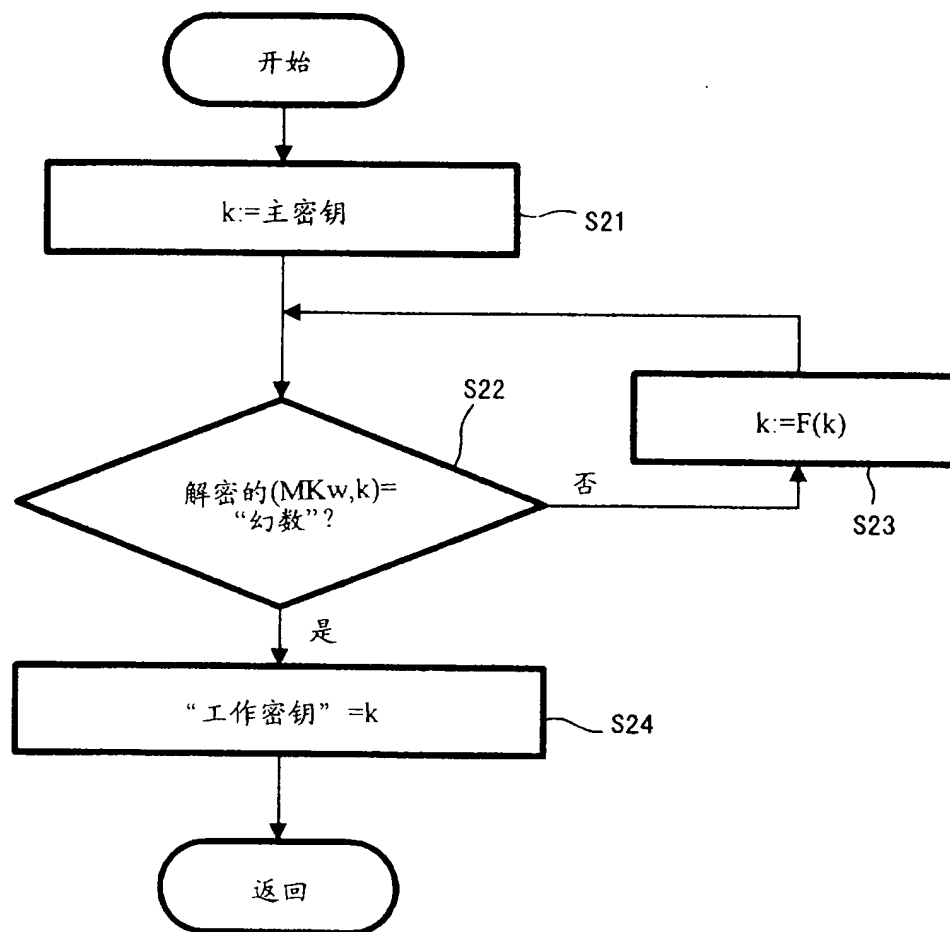 开始
k:=主密钥
S21
S22
k:=F(k)
解密的(MKw,k)=
“幻数”?
否
S23
是
“工作密钥”=k
S24
返回